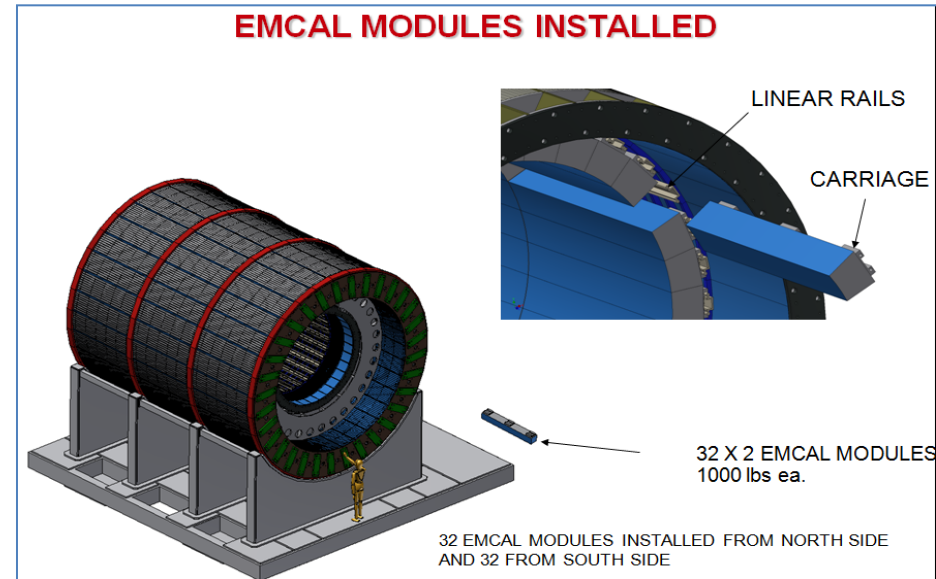 EMCAL MODULES INSTALLED
LINEAR RAILS
CARRIAGE
32 X 2 EMCAL MODULES
1000 lbs ea.
32 EMCAL MODULES INSTALLED FROM NORTH SIDE
AND 32 FROM SOUTH SIDE